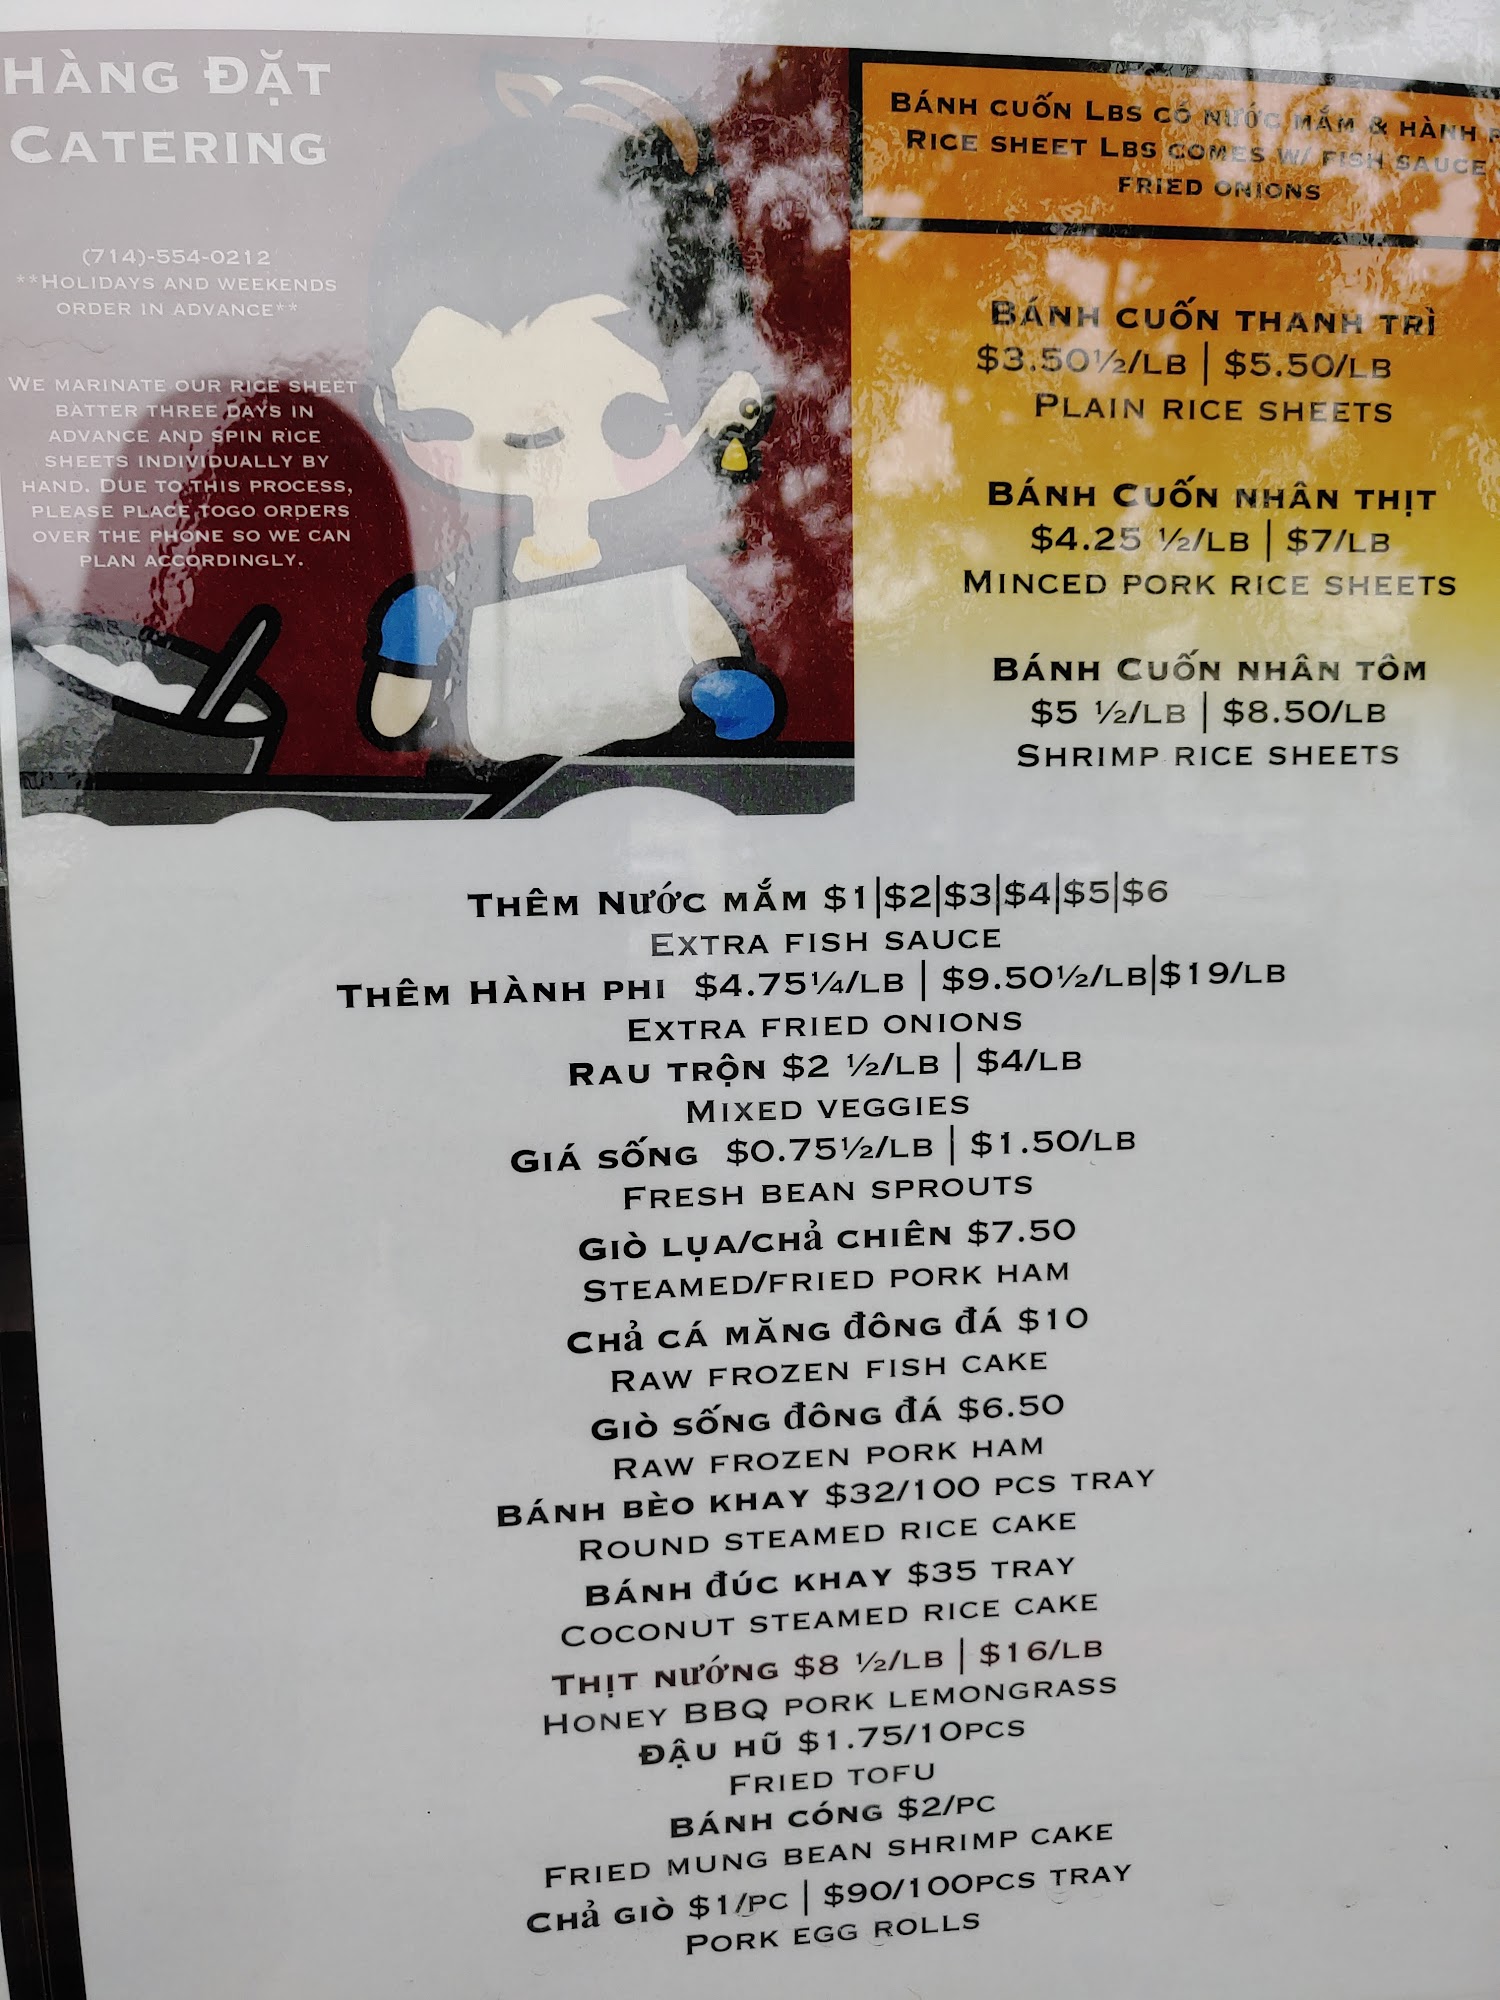 HÀNG ĐẶT
CATERING
(714)-554-0212
**HOLIDAYS AND WEEKENDS
ORDER IN ADVANCE**
WE MARINATE OUR RICE SHEET
BATTER THREE DAYS IN
ADVANCE AND SPIN RICE
SHEETS INDIVIDUALLY BY
HAND. DUE TO THIS PROCESS,
PLEASE PLACE TOGO ORDERS
OVER THE PHONE SO WE CAN
PLAN ACCORDINGLY.
BÁNH CUỐN LBS CÓ NƯỚC MẮM & HÀNH
RICE SHEET LBS COMES W/ FISH SAUCE
FRIED ONIONS
BÁNH CUỐN THANH TRÌ
$3.50½/LB | $5.50/LB
PLAIN RICE SHEETS
BÁNH CUỐN NHÂN THỊT
$4.25 ½/LB | $7/LB
MINCED PORK RICE SHEETS
BÁNH CUỐN NHÂN TÔM
$5 ½/LB | $8.50/LB
SHRIMP RICE SHEETS
THÊM NƯỚC MẮM $1|$2|$3|$4|$5|$6
EXTRA FISH SAUCE
THÊM HÀNH PHI $4.75¼/LB | $9.50½/LB|$19/LB
EXTRA FRIED ONIONS
RAU TRỘN $2 ½/LB | $4/LB
MIXED VEGGIES
GIÁ SỐNG $0.75½/LB | $1.50/LB
FRESH BEAN SPROUTS
GIÒ LỤA/CHẢ CHIÊN $7.50
STEAMED/FRIED PORK HAM
CHẢ CÁ MĂNG ĐÔNG ĐÁ $10
RAW FROZEN FISH CAKE
GIÒ SỐNG ĐÔNG ĐÁ $6.50
RAW FROZEN PORK HAM
BÁNH BÈO KHAY $32/100 PCS TRAY
ROUND STEAMED RICE CAKE
BÁNH ĐÚC KHAY $35 TRAY
COCONUT STEAMED RICE CAKE
THỊT NƯỚNG $8 ½/LB | $16/LB
HONEY BBQ PORK LEMONGRASS
ĐẬU HŨ $1.75/10PCS
FRIED TOFU
BÁNH CÓNG $2/PC
FRIED MUNG BEAN SHRIMP CAKE
CHẢ GIÒ $1/PC | $90/100PCS TRAY
PORK EGG ROLLS